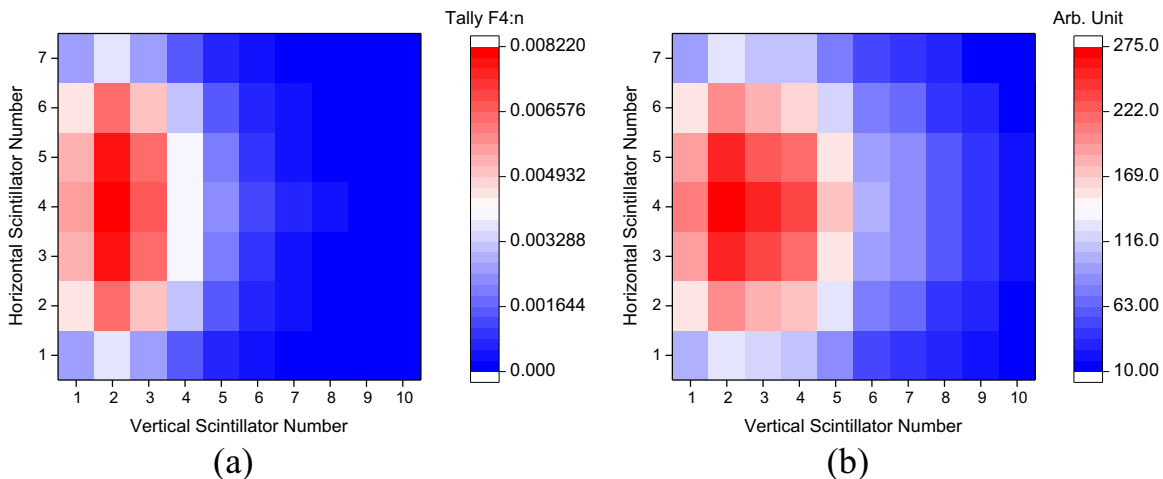 Tally F4:n
0.008220
0.006576
0.004932
0.003288
0.001644
0.000
Horizontal Scintillator Number
7
6
5
4
3
2
1
1 2 3 4 5 6 7 8 9 10
Vertical Scintillator Number
(a)
Arb. Unit
275.0
222.0
169.0
116.0
63.00
10.00
Horizontal Scintillator Number
7
6
5
4
3
2
1
1 2 3 4 5 6 7 8 9 10
Vertical Scintillator Number
(b)